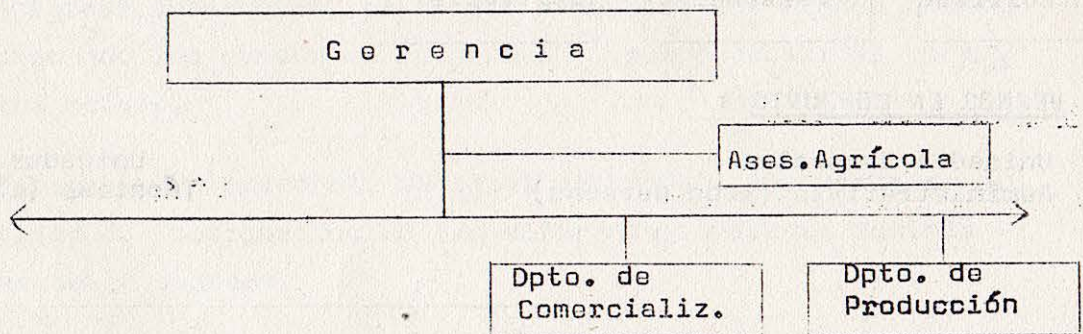 G e r e n c i a
Ases.Agrícola
Dpto. de
Comercializ.
Dpto. de
Producción